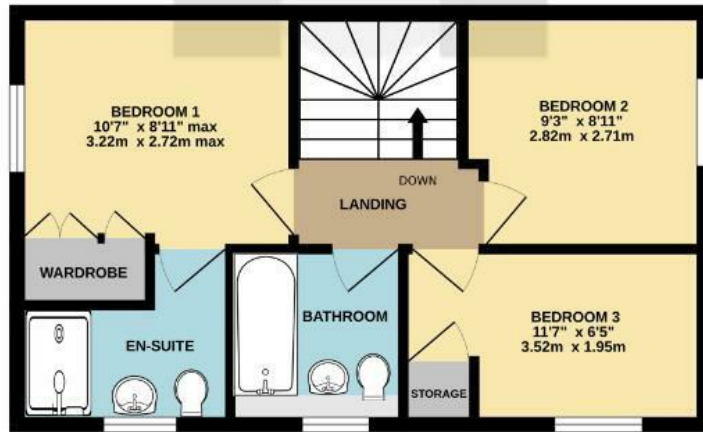 BEDROOM 1
10'7" x 8'11" max
3.22m x 2.72m max
BEDROOM 2
9'3" x 8'11"
2.82m x 2.71m
DOWN
LANDING
WARDROBE
BATHROOM
EN-SUITE
BEDROOM 3
11'7" x 6'5"
3.52m x 1.95m
STORAGE